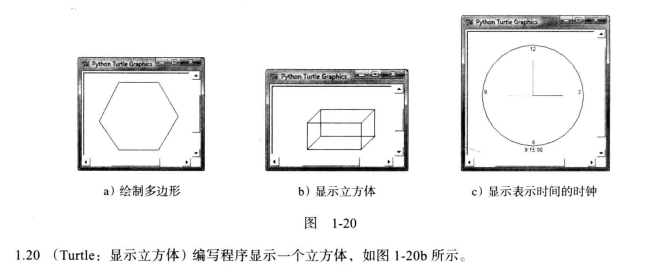 Python Turtle Graphics
Python Turtle Graphics
Python Turtle Graphics
12
9
3
6
9:15:00
a）绘制多边形
b）显示立方体
c）显示表示时间的时钟
图 1-20
1.20 （Turtle：显示立方体）编写程序显示一个立方体，如图 1-20b 所示。